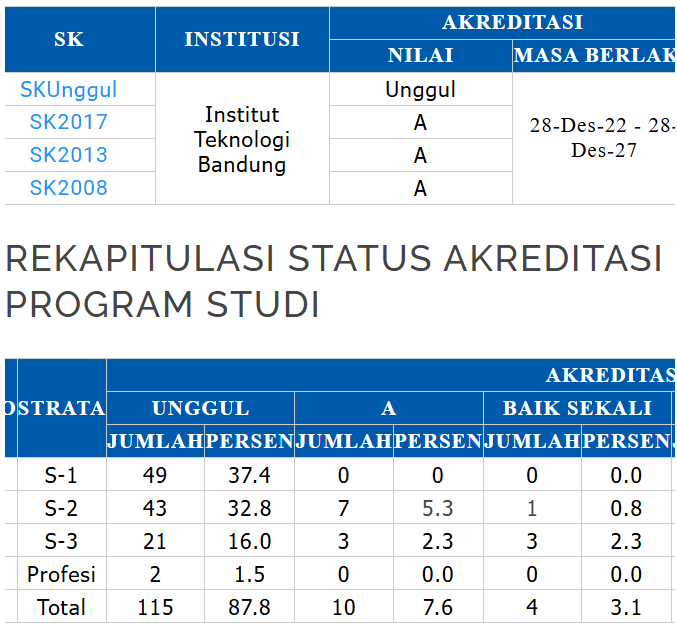 SK INSTITUSI AKREDITASI
NILAI MASA BERLAK
SKUnggul Institut Teknologi Bandung Unggul 28-Des-22 - 28-Des-27
SK2017 A
SK2013 A
SK2008 A
REKAPITULASI STATUS AKREDITASI
PROGRAM STUDI
O STRATA AKREDITAS
UNGGUL A BAIK SEKALI
JUMLAH PERSEN JUMLAH PERSEN JUMLAH PERSEN
S-1 49 37.4 0 0 0 0.0
S-2 43 32.8 7 5.3 1 0.8
S-3 21 16.0 3 2.3 3 2.3
Profesi 2 1.5 0 0.0 0 0.0
Total 115 87.8 10 7.6 4 3.1